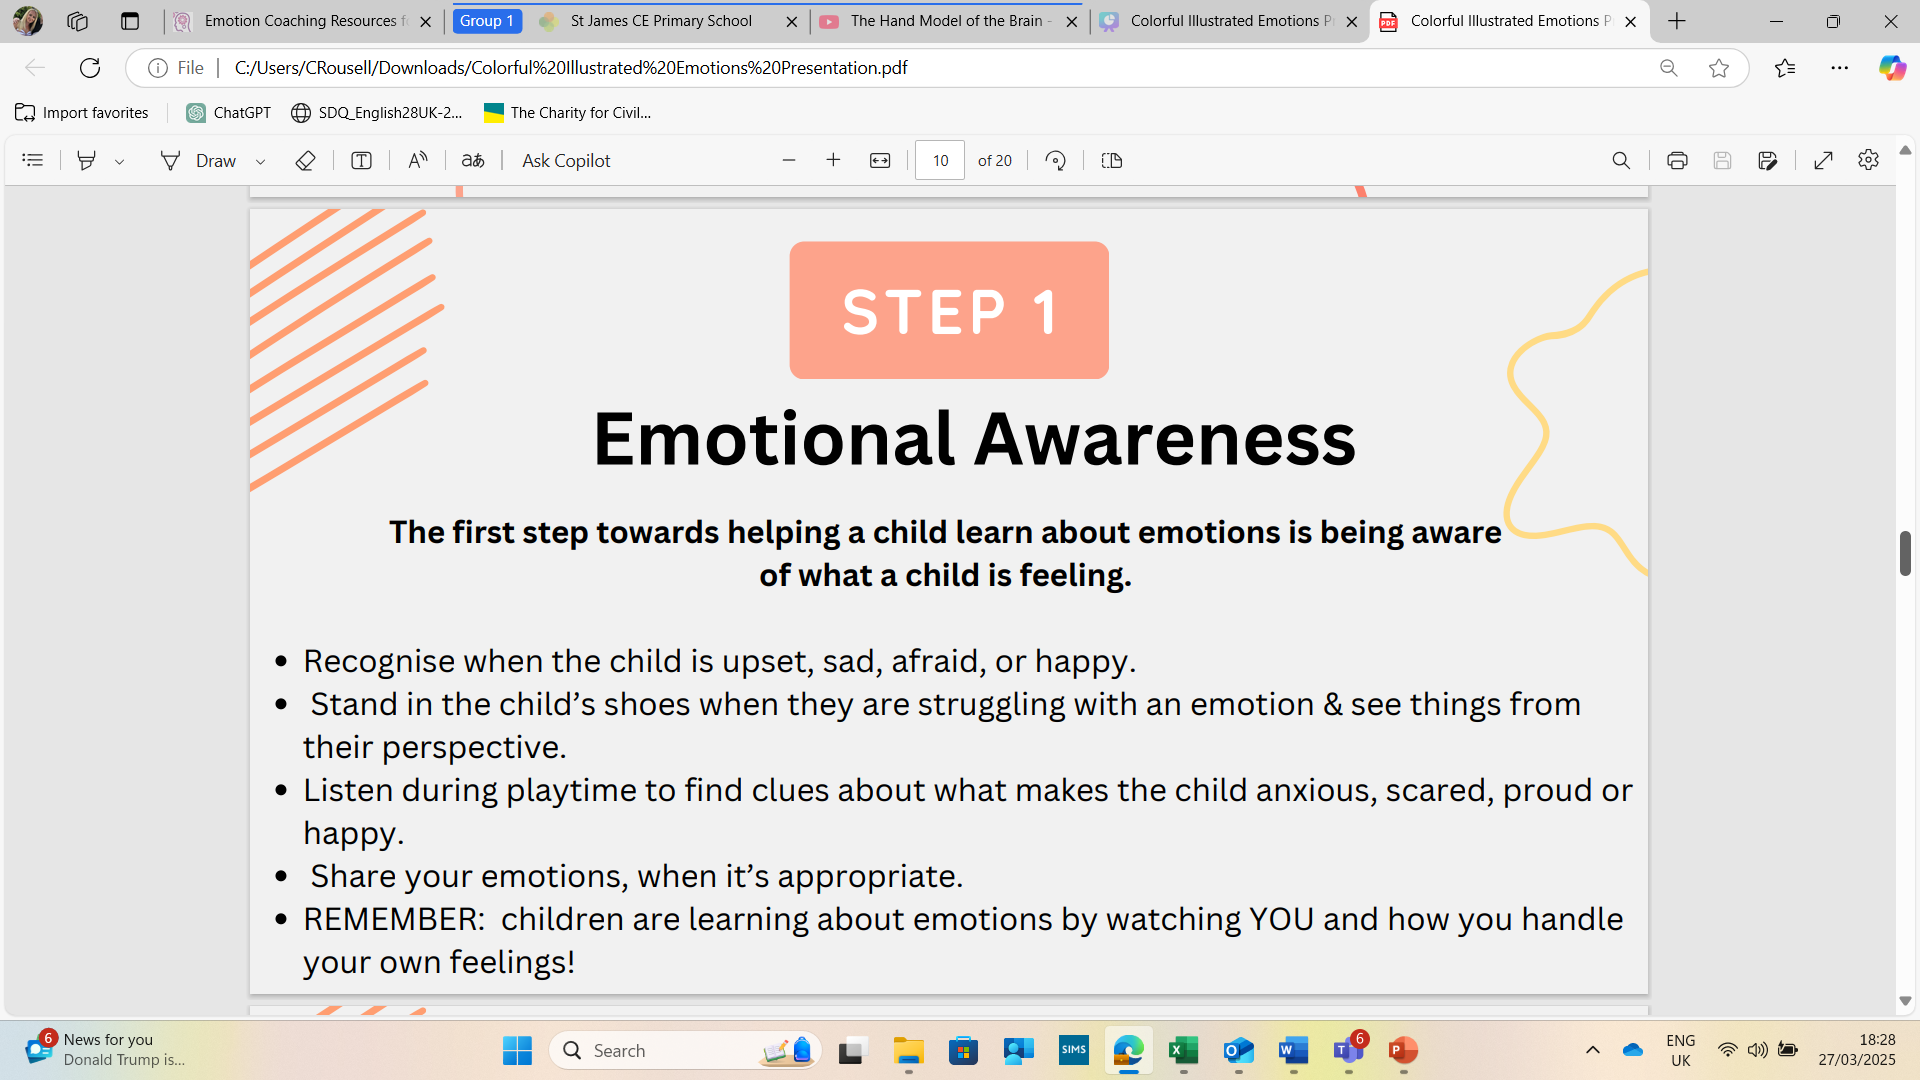 Emotion Coaching Resources f
Group 1
St James CE Primary School
The Hand Model of the Brain -
Colorful Illustrated Emotions P
Colorful Illustrated Emotions P
File
C:/Users/CRousell/Downloads/Colorful%20Illustrated%20Emotions%20Presentation.pdf
Import favorites
ChatGPT
SDQ_English28UK-2...
The Charity for Civil...
Draw
Ask Copilot
10 of 20
STEP 1
Emotional Awareness
The first step towards helping a child learn about emotions is being aware
of what a child is feeling.
• Recognise when the child is upset, sad, afraid, or happy.
• Stand in the child’s shoes when they are struggling with an emotion & see things from
their perspective.
• Listen during playtime to find clues about what makes the child anxious, scared, proud or
happy.
• Share your emotions, when it’s appropriate.
• REMEMBER: children are learning about emotions by watching YOU and how you handle
your own feelings!
6
News for you
Donald Trump is...
Search
SIMS
6
ENG
UK
18:28
27/03/2025